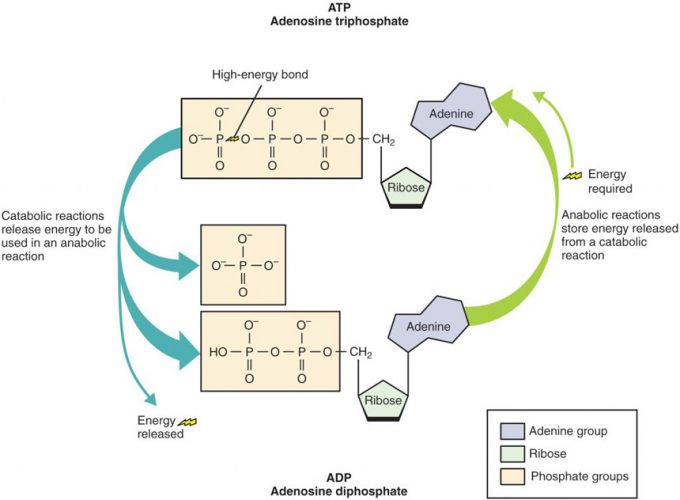 ATP
Adenosine triphosphate
High-energy bond
O⁻ O⁻ O⁻
O⁻ — P — O — P — O — P — O — CH₂
O O O
Adenine
Ribose
Energy
required
Catabolic reactions
release energy to be
used in an anabolic
reaction
Anabolic reactions
store energy released
from a catabolic
reaction
O⁻
O⁻ — P — O⁻
O
O⁻ O⁻
HO — P — O — P — O — CH₂
O O
Adenine
Ribose
Energy
released
Adenine group
Ribose
Phosphate groups
ADP
Adenosine diphosphate